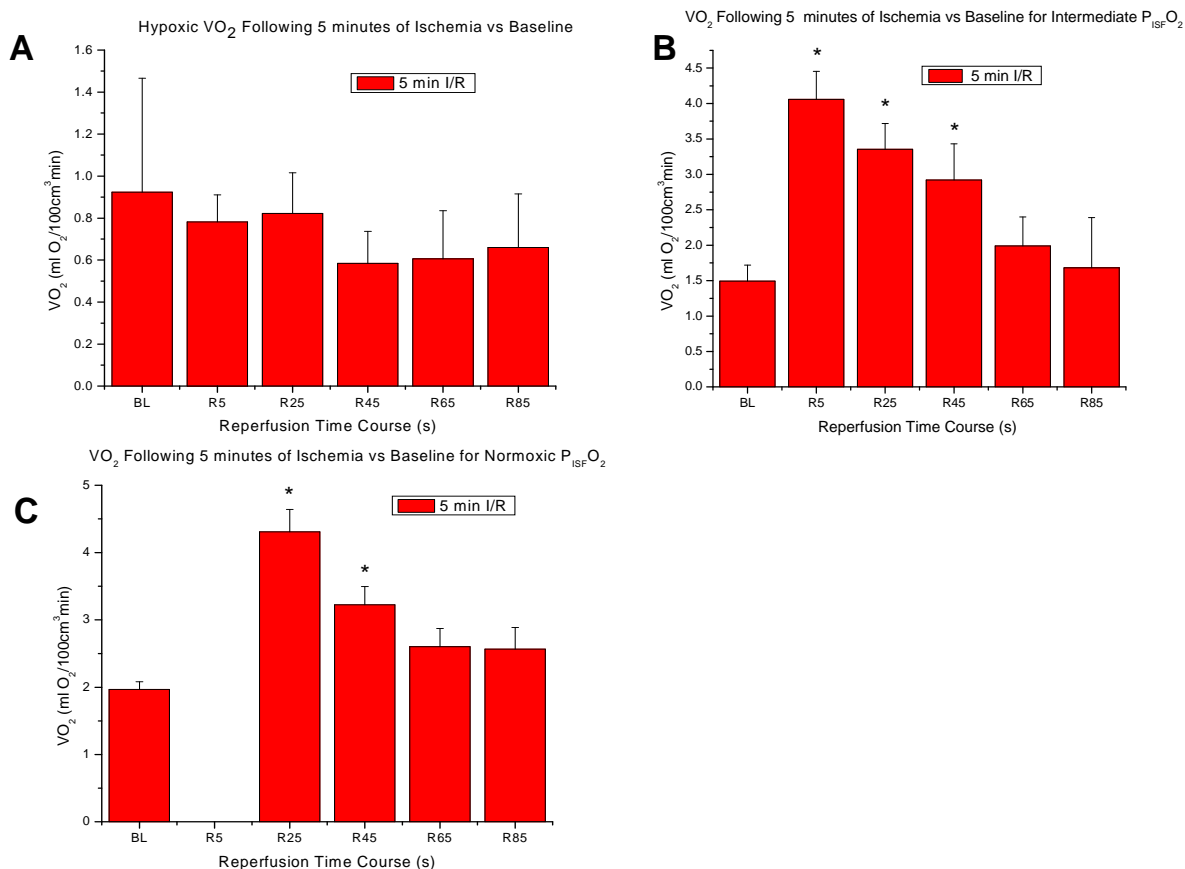 A
Hypoxic VO₂ Following 5 minutes of Ischemia vs Baseline
5 min I/R
VO₂ (ml O₂/100cm³min)
1.6
1.4
1.2
1.0
0.8
0.6
0.4
0.2
0.0
BL R5 R25 R45 R65 R85
Reperfusion Time Course (s)
B
VO₂ Following 5 minutes of Ischemia vs Baseline for Intermediate P_ISFO₂
5 min I/R
* * *
VO₂ (ml O₂/100cm³min)
4.5
4.0
3.5
3.0
2.5
2.0
1.5
1.0
0.5
0.0
BL R5 R25 R45 R65 R85
Reperfusion Time Course (s)
C
VO₂ Following 5 minutes of Ischemia vs Baseline for Normoxic P_ISFO₂
5 min I/R
* *
VO₂ (ml O₂/100cm³min)
5
4
3
2
1
0
BL R5 R25 R45 R65 R85
Reperfusion Time Course (s)